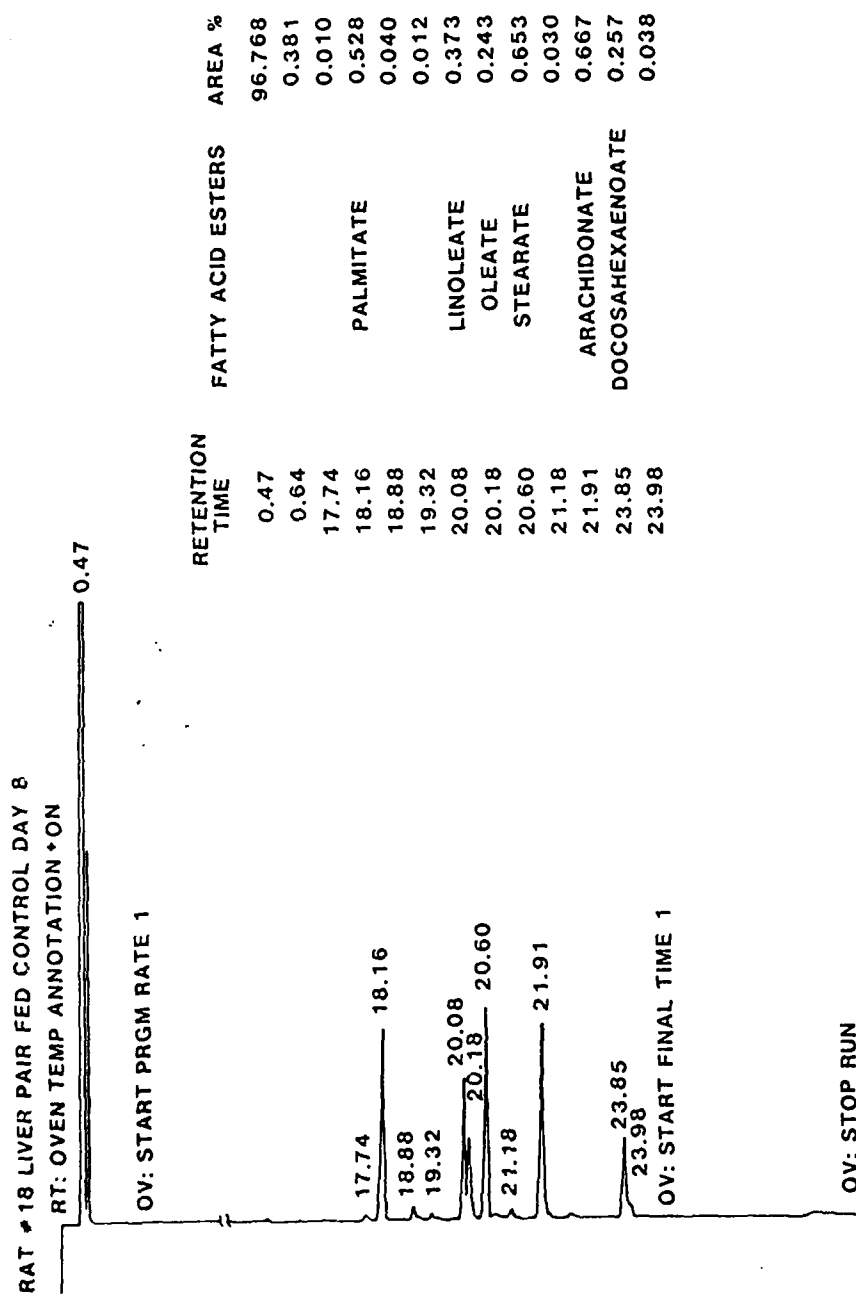 RAT #18 LIVER PAIR FED CONTROL DAY 8
RT: OVEN TEMP ANNOTATION+ON
0.47
OV: START PRGM RATE 1
17.74
18.16
18.88
19.32
20.08
20.18
20.60
21.18
21.91
23.85
23.98
OV: START FINAL TIME 1
OV: STOP RUN
RETENTION TIME FATTY ACID ESTERS AREA %
0.47 96.768
0.64 0.381
17.74 0.010
18.16 PALMITATE 0.528
18.88 0.040
19.32 0.012
20.08 LINOLEATE 0.373
20.18 OLEATE 0.243
20.60 STEARATE 0.653
21.18 0.030
21.91 ARACHIDONATE 0.667
23.85 DOCOSAHEXAENOATE 0.257
23.98 0.038